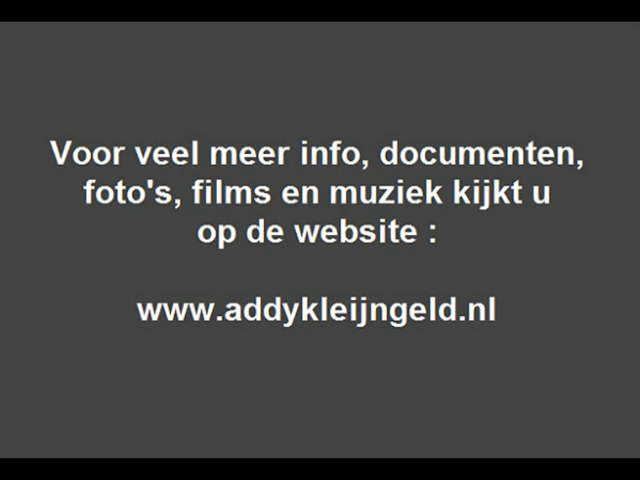 Voor veel meer info, documenten,
foto's, films en muziek kijkt u
op de website :
www.addykleijngeld.nl